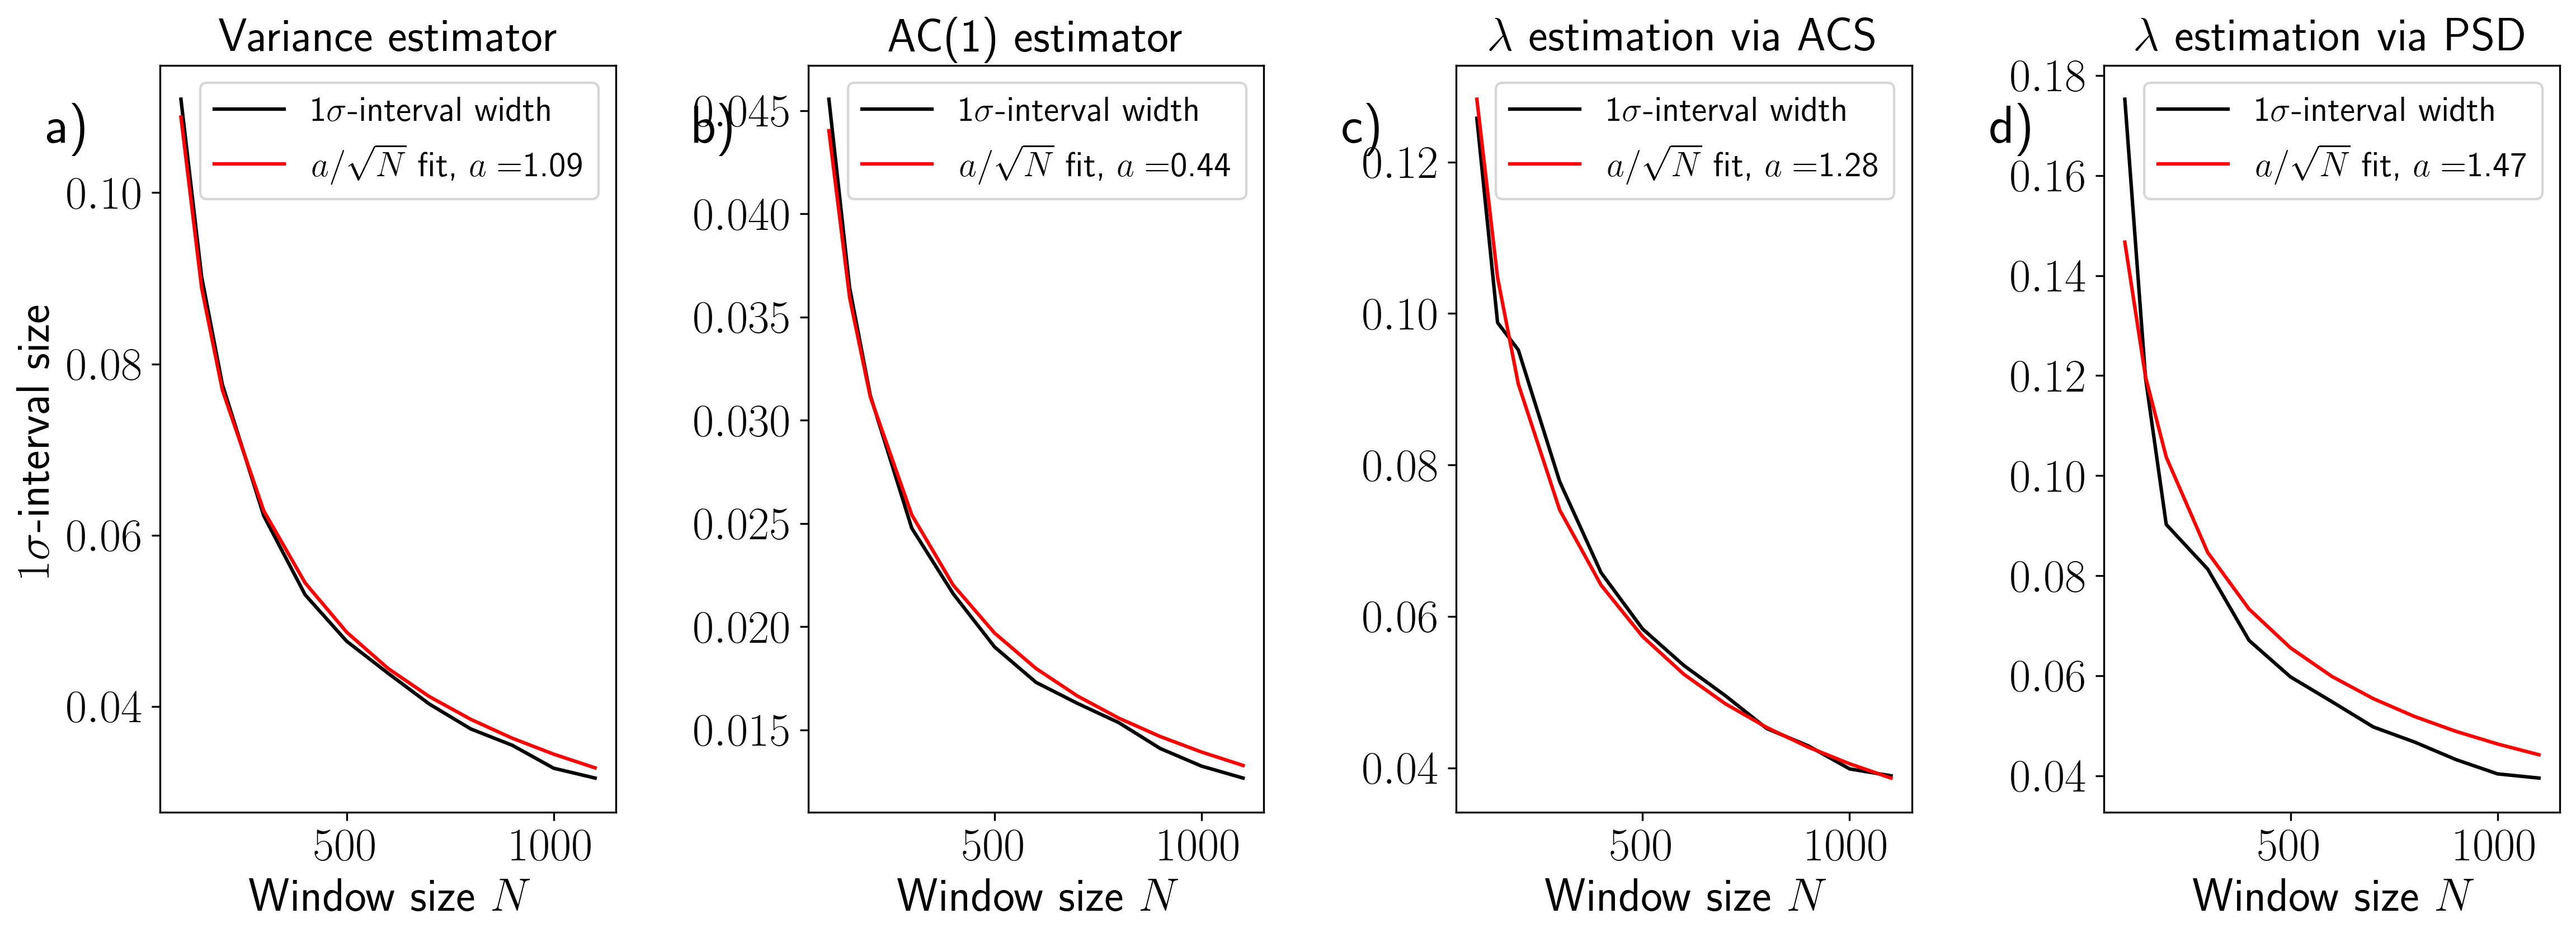 Variance estimator
a)
1σ-interval width
a/√N fit, a =1.09
1σ-interval size
0.10
0.08
0.06
0.04
500 1000
Window size N
AC(1) estimator
b)
1σ-interval width
a/√N fit, a =0.44
0.045
0.040
0.035
0.030
0.025
0.020
0.015
500 1000
Window size N
λ estimation via ACS
c)
1σ-interval width
a/√N fit, a =1.28
0.12
0.10
0.08
0.06
0.04
500 1000
Window size N
λ estimation via PSD
d)
1σ-interval width
a/√N fit, a =1.47
0.18
0.16
0.14
0.12
0.10
0.08
0.06
0.04
500 1000
Window size N